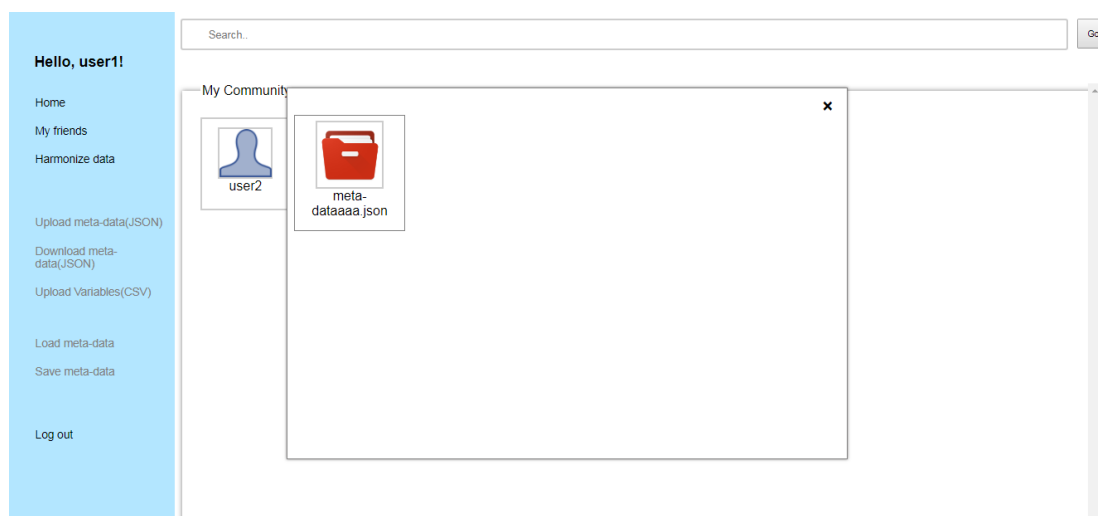 Search..
Go
Hello, user1!
Home
My friends
Harmonize data
Upload meta-data(JSON)
Download meta-
data(JSON)
Upload Variables(CSV)
Load meta-data
Save meta-data
Log out
My Community
user2
×
meta-
dataaaa.json